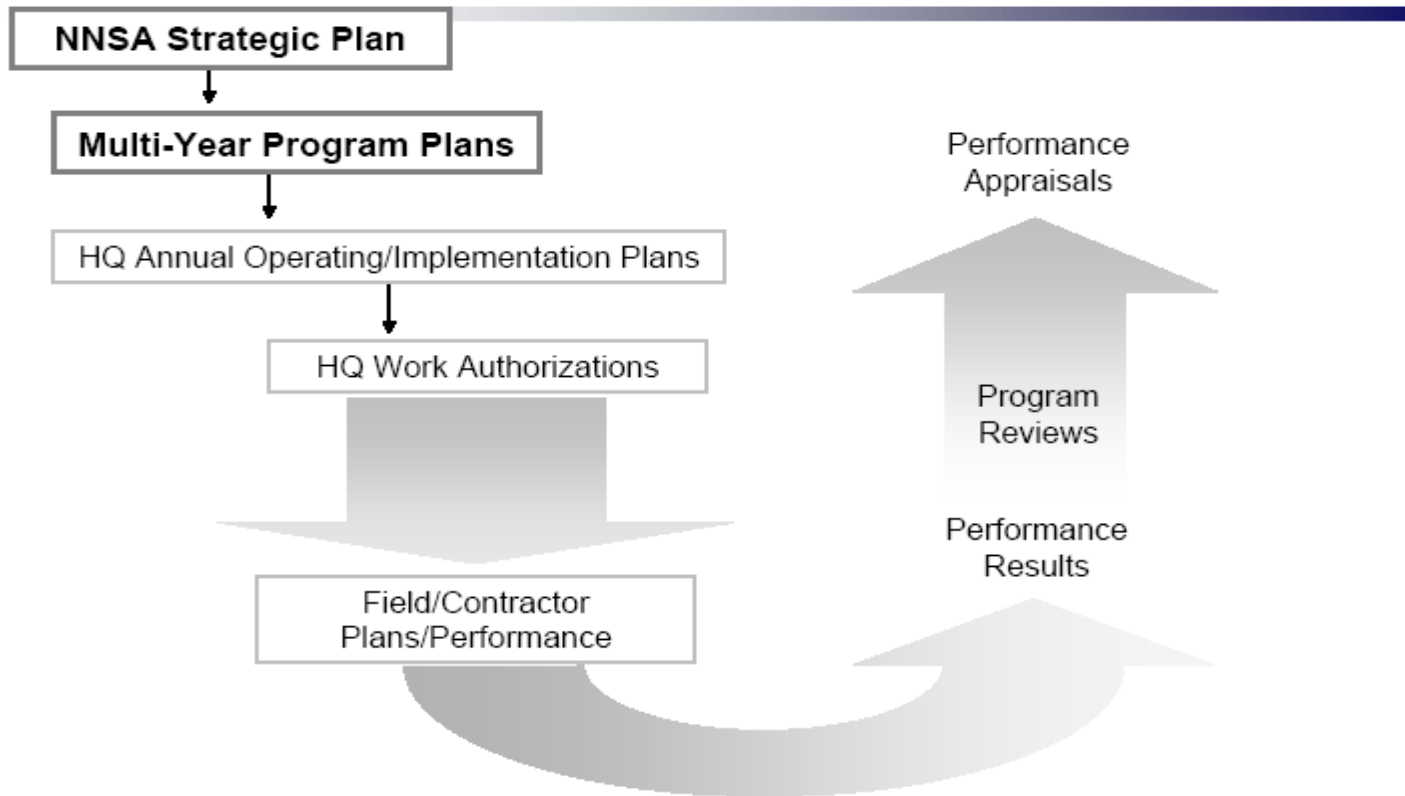 NNSA Strategic Plan
Multi-Year Program Plans
HQ Annual Operating/Implementation Plans
HQ Work Authorizations
Field/Contractor
Plans/Performance
Performance
Appraisals
Program
Reviews
Performance
Results